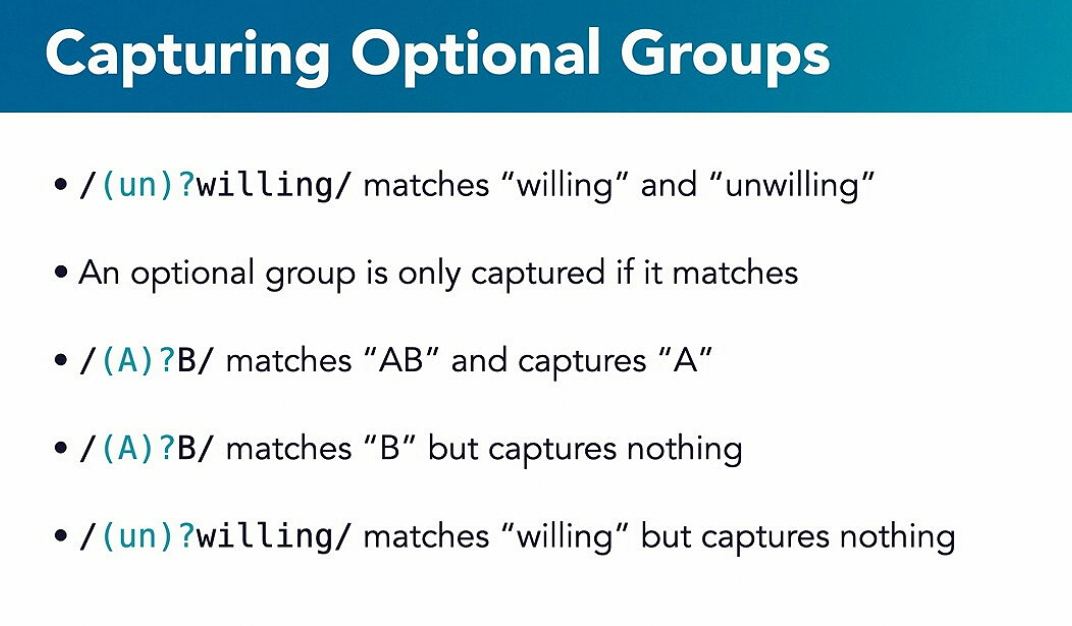 Capturing Optional Groups
• /(un)?willing/ matches “willing” and “unwilling”
• An optional group is only captured if it matches
• /(A)?B/ matches “AB” and captures “A”
• /(A)?B/ matches “B” but captures nothing
• /(un)?willing/ matches “willing” but captures nothing